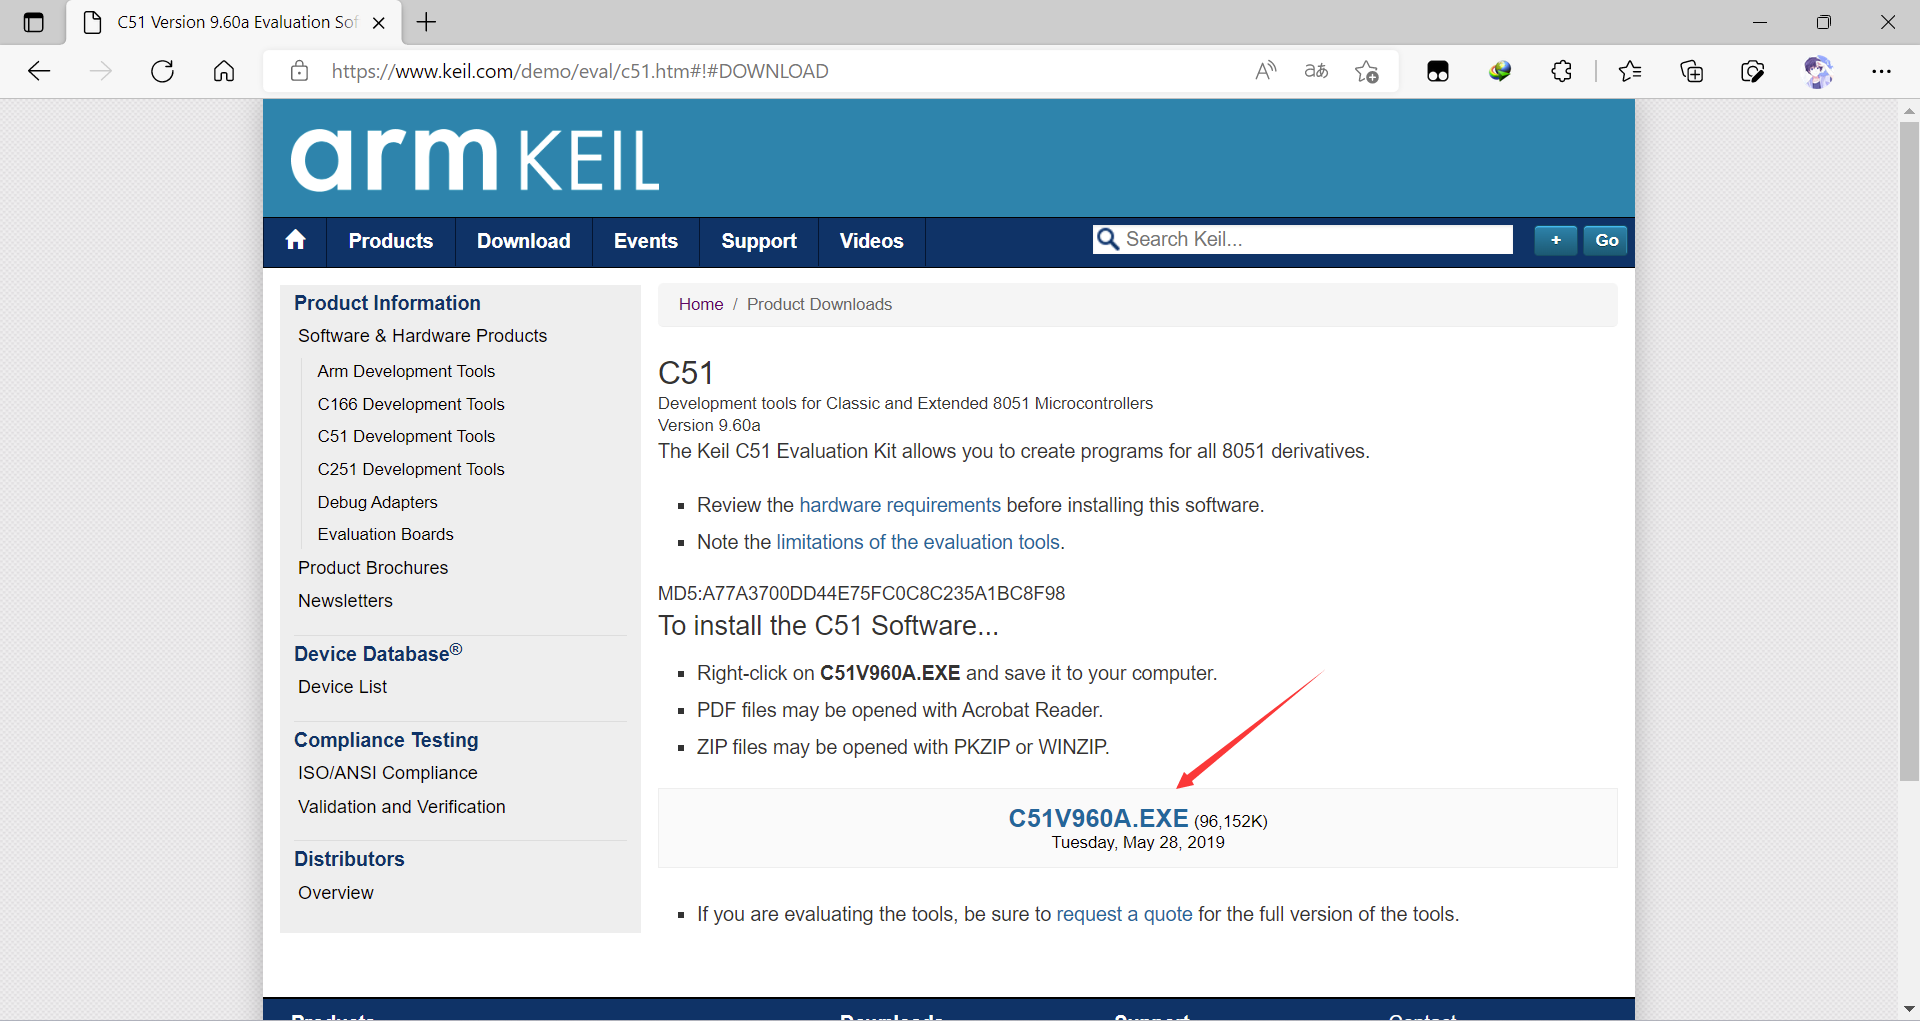 C51 Version 9.60a Evaluation Sof
https://www.keil.com/demo/eval/c51.htm#!#DOWNLOAD
arm KEIL
Products Download Events Support Videos Search Keil... + Go
Product Information
Software & Hardware Products
Arm Development Tools
C166 Development Tools
C51 Development Tools
C251 Development Tools
Debug Adapters
Evaluation Boards
Product Brochures
Newsletters
Device Database®
Device List
Compliance Testing
ISO/ANSI Compliance
Validation and Verification
Distributors
Overview
Home / Product Downloads
C51
Development tools for Classic and Extended 8051 Microcontrollers
Version 9.60a
The Keil C51 Evaluation Kit allows you to create programs for all 8051 derivatives.
▪ Review the hardware requirements before installing this software.
▪ Note the limitations of the evaluation tools.
MD5:A77A3700DD44E75FC0C8C235A1BC8F98
To install the C51 Software...
▪ Right-click on C51V960A.EXE and save it to your computer.
▪ PDF files may be opened with Acrobat Reader.
▪ ZIP files may be opened with PKZIP or WINZIP.
C51V960A.EXE (96,152K)
Tuesday, May 28, 2019
▪ If you are evaluating the tools, be sure to request a quote for the full version of the tools.
Products Downloads Support Contact